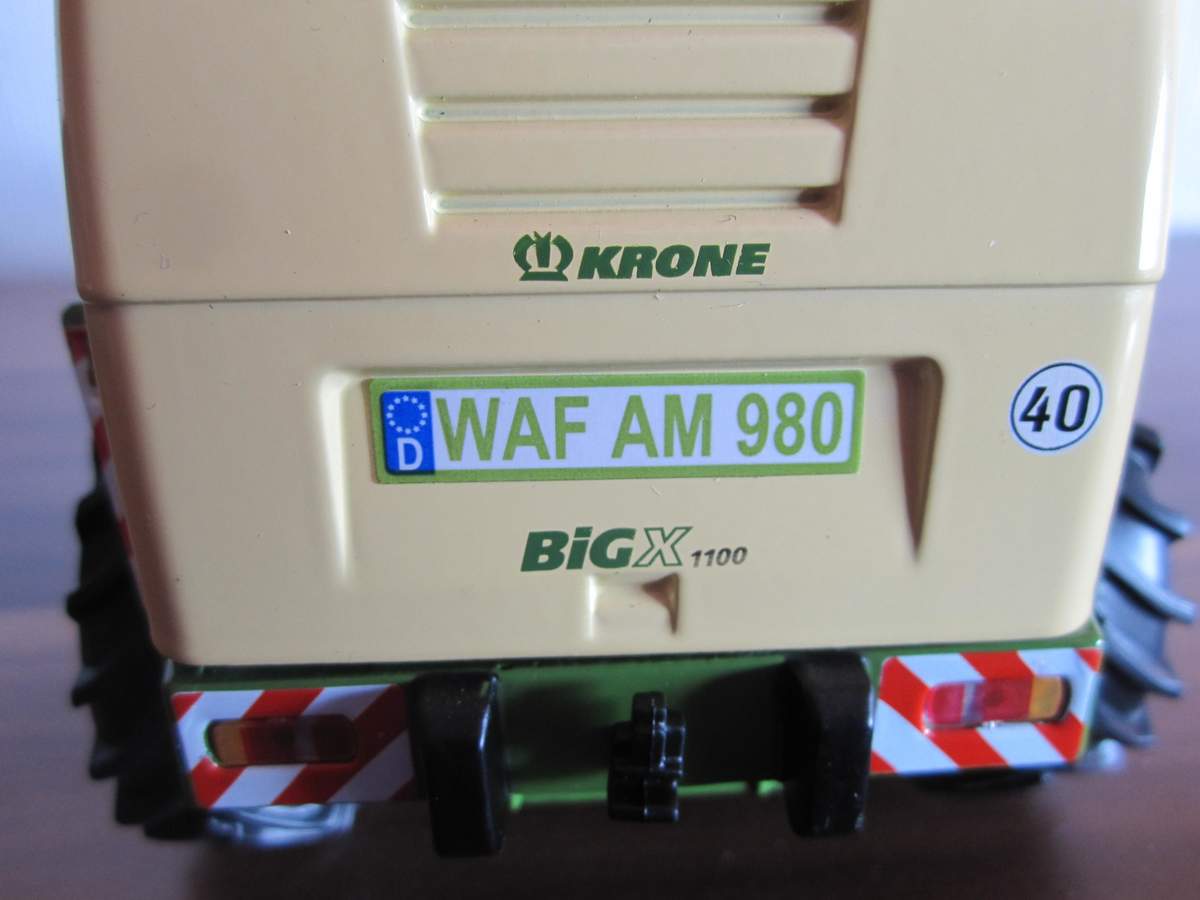 KRONE
D WAF AM 980
40
BiG X 1100